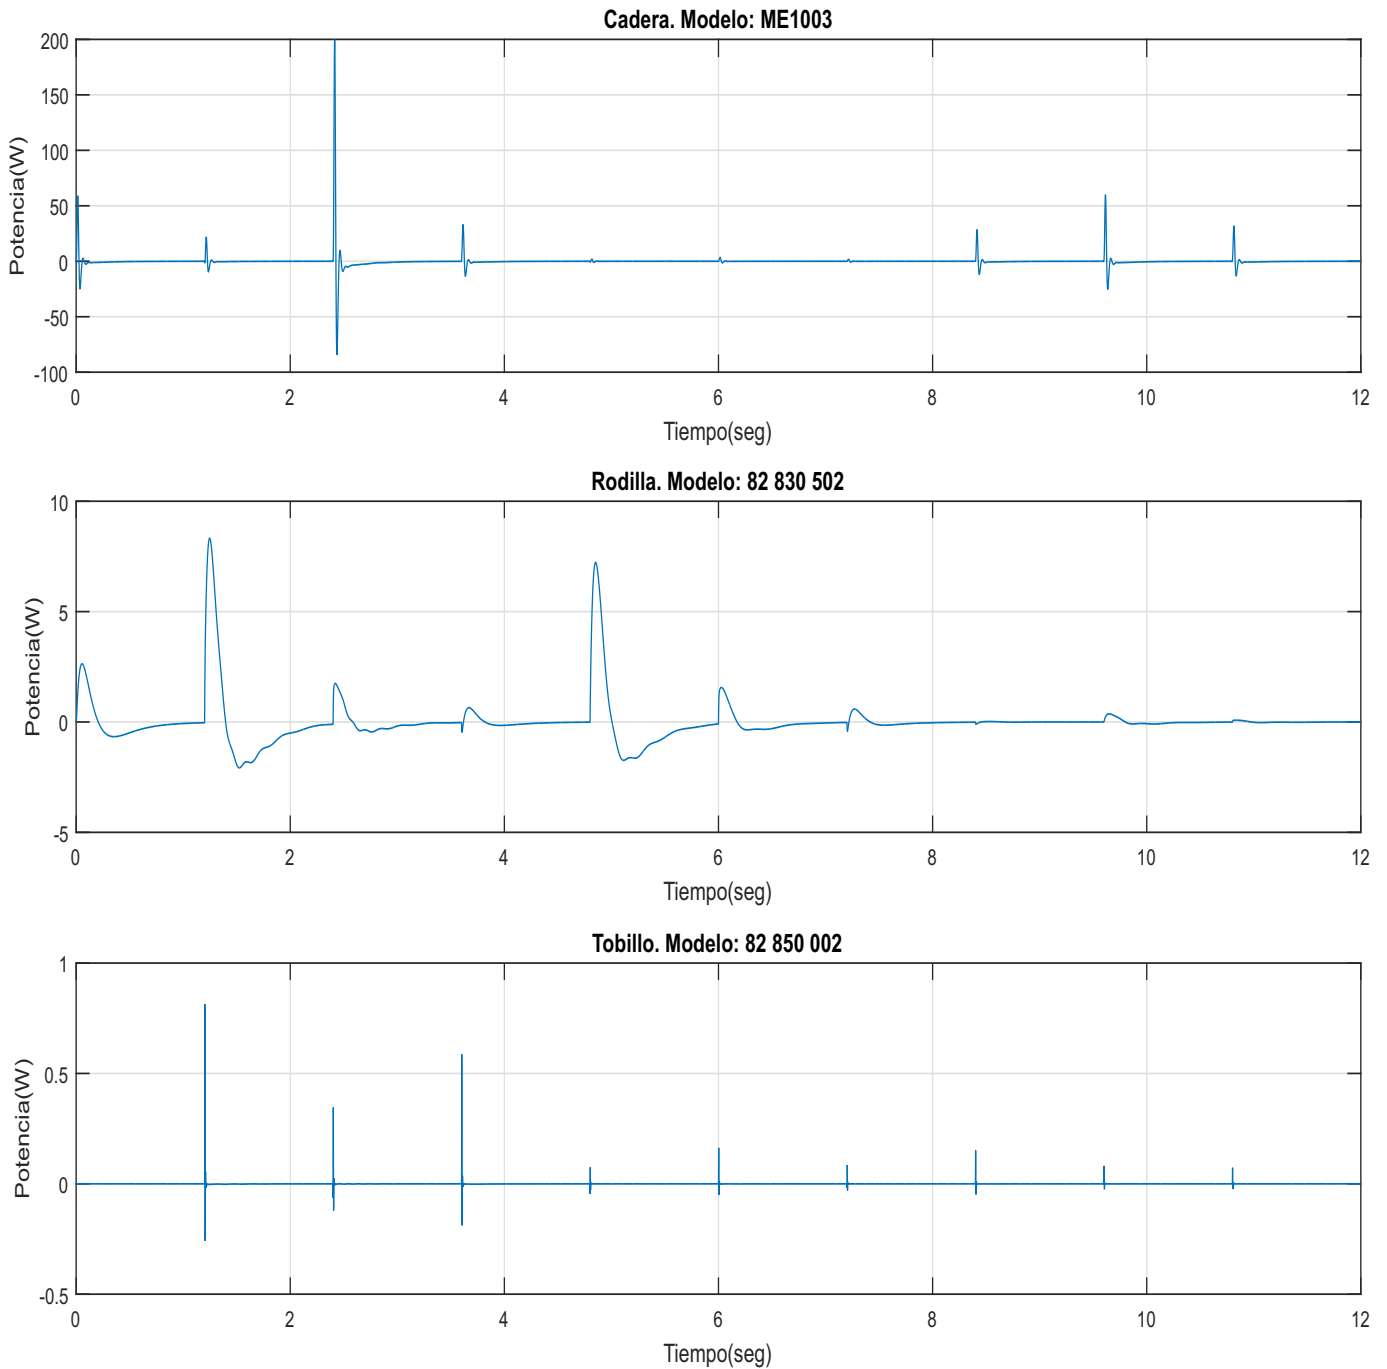 Cadera. Modelo: ME1003
200
150
100
50
0
-50
-100
Potencia(W)
0 2 4 6 8 10 12
Tiempo(seg)
Rodilla. Modelo: 82 830 502
10
5
0
-5
Potencia(W)
0 2 4 6 8 10 12
Tiempo(seg)
Tobillo. Modelo: 82 850 002
1
0.5
0
-0.5
Potencia(W)
0 2 4 6 8 10 12
Tiempo(seg)